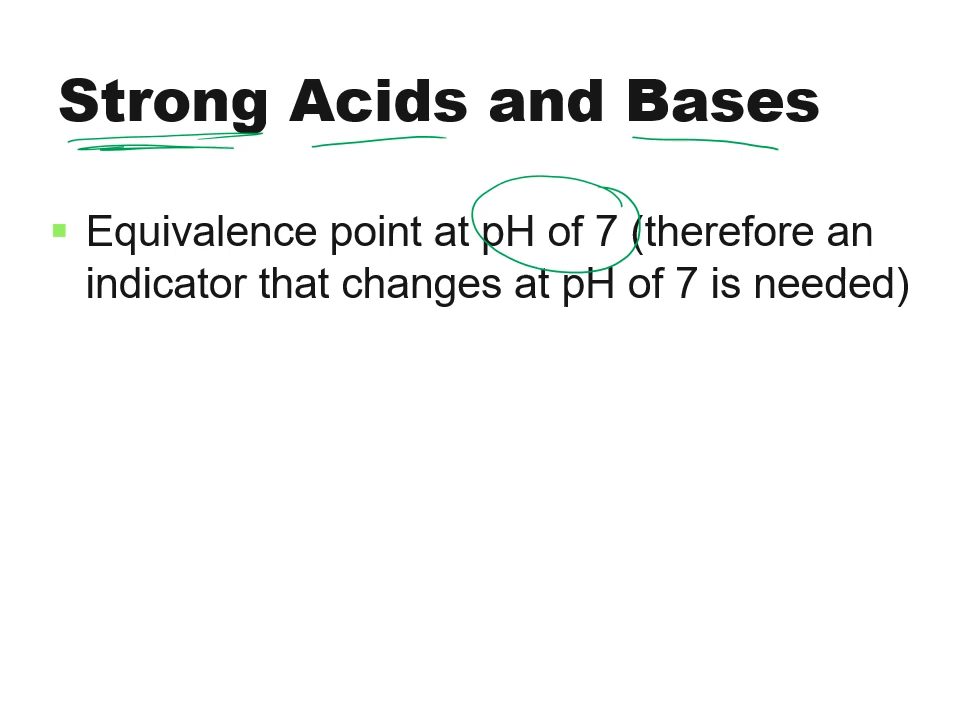 Strong Acids and Bases
Equivalence point at pH of 7 (therefore an
indicator that changes at pH of 7 is needed)